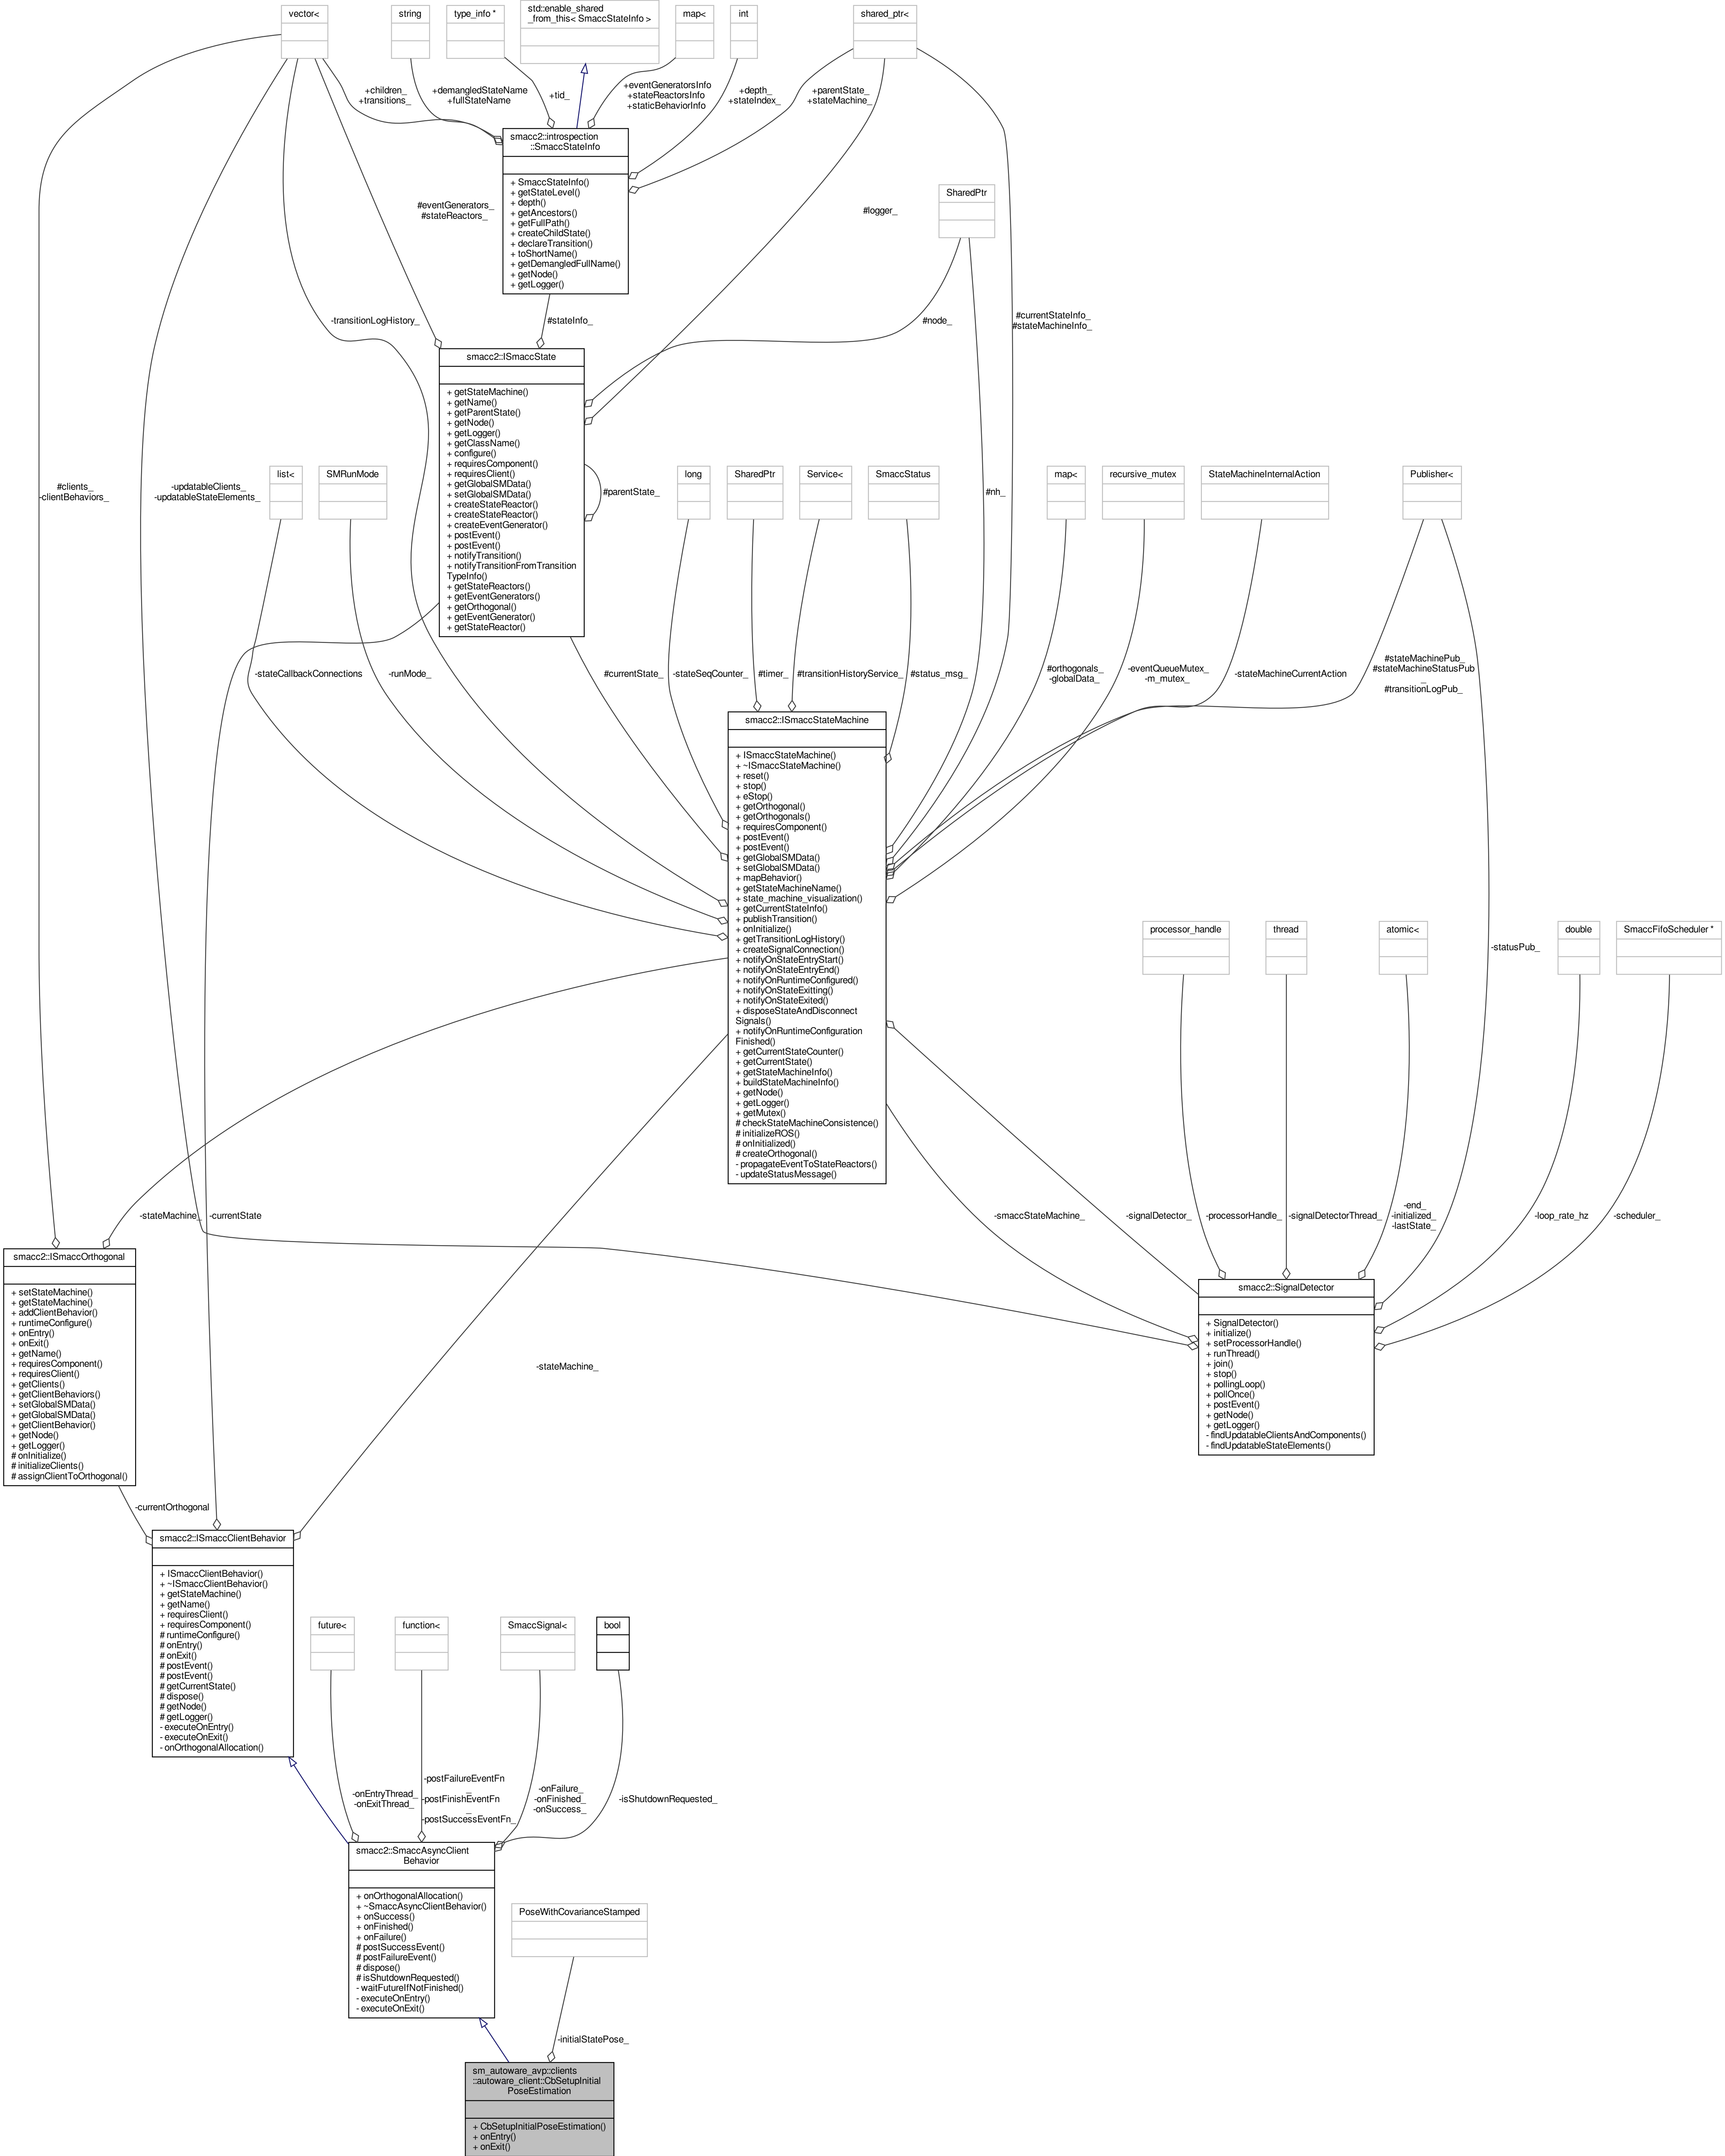 vector<
string
type_info *
std::enable_shared
_from_this< SmaccStateInfo >
map<
int
shared_ptr<
+children_
+transitions_
+demangledStateName
+fullStateName
+tid_
+eventGeneratorsInfo
+stateReactorsInfo
+staticBehaviorInfo
+depth_
+stateIndex_
+parentState_
+stateMachine_
smacc2::introspection
::SmaccStateInfo
+ SmaccStateInfo()
+ getStateLevel()
+ depth()
+ getAncestors()
+ getFullPath()
+ createChildState()
+ declareTransition()
+ toShortName()
+ getDemangledFullName()
+ getNode()
+ getLogger()
SharedPtr
#eventGenerators_
#stateReactors_
#logger_
-transitionLogHistory_
#stateInfo_
#node_
#currentStateInfo_
#stateMachineInfo_
smacc2::ISmaccState
+ getStateMachine()
+ getName()
+ getParentState()
+ getNode()
+ getLogger()
+ getClassName()
+ configure()
+ requiresComponent()
+ requiresClient()
+ getGlobalSMData()
+ setGlobalSMData()
+ createStateReactor()
+ createStateReactor()
+ createEventGenerator()
+ postEvent()
+ postEvent()
+ notifyTransition()
+ notifyTransitionFromTransition
TypeInfo()
+ getStateReactors()
+ getEventGenerators()
+ getOrthogonal()
+ getEventGenerator()
+ getStateReactor()
#clients_
-clientBehaviors_
-updatableClients_
-updatableStateElements_
list<
SMRunMode
#parentState_
long
SharedPtr
Service<
SmaccStatus
#nh_
map<
recursive_mutex
StateMachineInternalAction
Publisher<
-stateCallbackConnections
-runMode_
#currentState_
-stateSeqCounter_
#timer_
#transitionHistoryService_
#status_msg_
#orthogonals_
-globalData_
-eventQueueMutex_
-m_mutex_
-stateMachineCurrentAction
#stateMachinePub_
#stateMachineStatusPub
_
#transitionLogPub_
smacc2::ISmaccStateMachine
+ ISmaccStateMachine()
+ ~ISmaccStateMachine()
+ reset()
+ stop()
+ eStop()
+ getOrthogonal()
+ getOrthogonals()
+ requiresComponent()
+ postEvent()
+ postEvent()
+ getGlobalSMData()
+ setGlobalSMData()
+ mapBehavior()
+ getStateMachineName()
+ state_machine_visualization()
+ getCurrentStateInfo()
+ publishTransition()
+ onInitialize()
+ getTransitionLogHistory()
+ createSignalConnection()
+ notifyOnStateEntryStart()
+ notifyOnStateEntryEnd()
+ notifyOnRuntimeConfigured()
+ notifyOnStateExitting()
+ notifyOnStateExited()
+ disposeStateAndDisconnect
Signals()
+ notifyOnRuntimeConfiguration
Finished()
+ getCurrentStateCounter()
+ getCurrentState()
+ getStateMachineInfo()
+ buildStateMachineInfo()
+ getNode()
+ getLogger()
+ getMutex()
# checkStateMachineConsistence()
# initializeROS()
# onInitialized()
# createOrthogonal()
- propagateEventToStateReactors()
- updateStatusMessage()
processor_handle
thread
atomic<
-statusPub_
double
SmaccFifoScheduler *
-stateMachine_
-currentState
-smaccStateMachine_
-signalDetector_
-processorHandle_
-signalDetectorThread_
-end_
-initialized_
-lastState_
-loop_rate_hz
-scheduler_
smacc2::ISmaccOrthogonal
+ setStateMachine()
+ getStateMachine()
+ addClientBehavior()
+ runtimeConfigure()
+ onEntry()
+ onExit()
+ getName()
+ requiresComponent()
+ requiresClient()
+ getClients()
+ getClientBehaviors()
+ setGlobalSMData()
+ getGlobalSMData()
+ getClientBehavior()
+ getNode()
+ getLogger()
# onInitialize()
# initializeClients()
# assignClientToOrthogonal()
smacc2::SignalDetector
+ SignalDetector()
+ initialize()
+ setProcessorHandle()
+ runThread()
+ join()
+ stop()
+ pollingLoop()
+ pollOnce()
+ postEvent()
+ getNode()
+ getLogger()
- findUpdatableClientsAndComponents()
- findUpdatableStateElements()
-stateMachine_
-currentOrthogonal
smacc2::ISmaccClientBehavior
+ ISmaccClientBehavior()
+ ~ISmaccClientBehavior()
+ getStateMachine()
+ getName()
+ requiresClient()
+ requiresComponent()
# runtimeConfigure()
# onEntry()
# onExit()
# postEvent()
# postEvent()
# getCurrentState()
# dispose()
# getNode()
# getLogger()
- executeOnEntry()
- executeOnExit()
- onOrthogonalAllocation()
future<
function<
SmaccSignal<
bool
-onEntryThread_
-onExitThread_
-postFailureEventFn
_
-postFinishEventFn
_
-postSuccessEventFn_
-onFailure_
-onFinished_
-onSuccess_
-isShutdownRequested_
smacc2::SmaccAsyncClient
Behavior
+ onOrthogonalAllocation()
+ ~SmaccAsyncClientBehavior()
+ onSuccess()
+ onFinished()
+ onFailure()
# postSuccessEvent()
# postFailureEvent()
# dispose()
# isShutdownRequested()
- waitFutureIfNotFinished()
- executeOnEntry()
- executeOnExit()
PoseWithCovarianceStamped
-initialStatePose_
sm_autoware_avp::clients
::autoware_client::CbSetupInitial
PoseEstimation
+ CbSetupInitialPoseEstimation()
+ onEntry()
+ onExit()